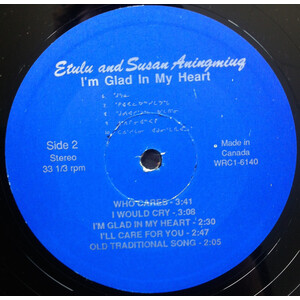 Etulu and Susan Aningmiuq
I'm Glad In My Heart
Side 2
Stereo
33 1/3 rpm
Made in
Canada
WRC1-6140
WHO CARES - 3:41
I WOULD CRY - 3:08
I'M GLAD IN MY HEART - 2:30
I'LL CARE FOR YOU - 2:47
OLD TRADITIONAL SONG - 2:05